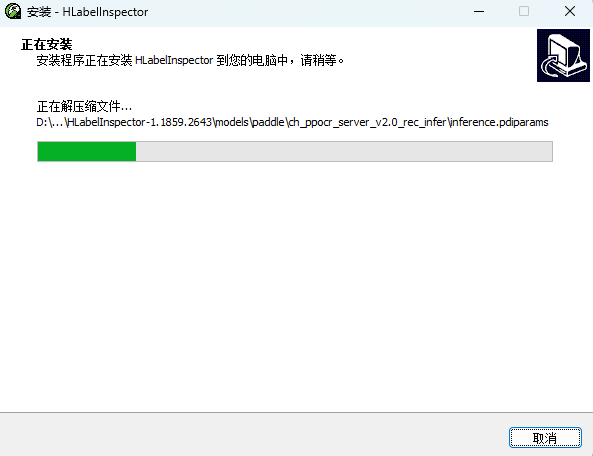 安装 - HLabelInspector
正在安装
安装程序正在安装 HLabelInspector 到您的电脑中，请稍等。
正在解压缩文件...
D:\...\HLabelInspector-1.1859.2643\models\paddle\ch_ppocr_server_v2.0_rec_infer\inference.pdiparams
取消